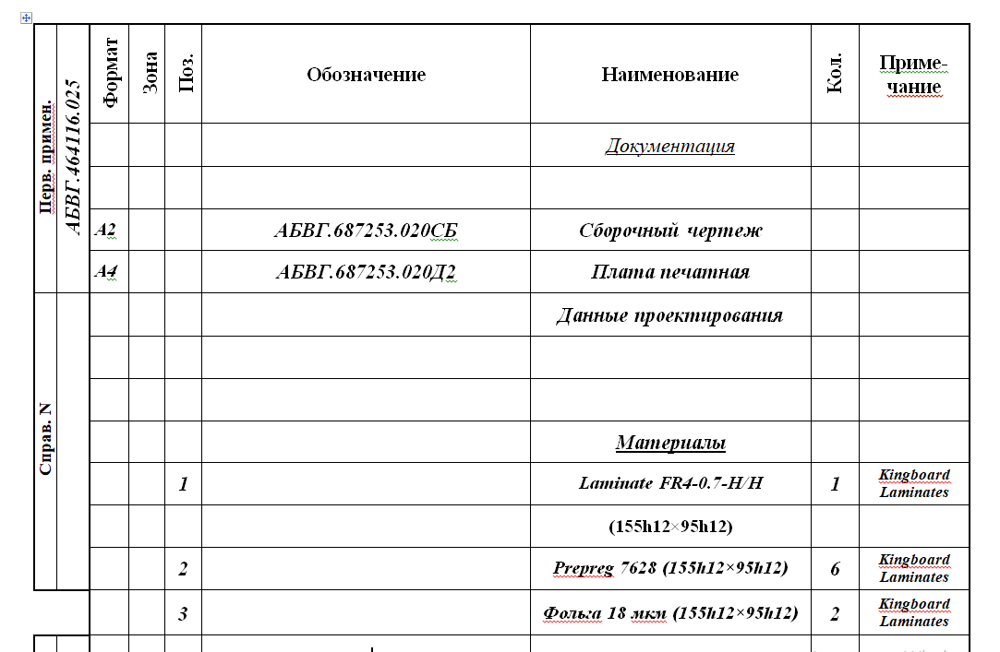 Перв. примен.
АБВГ.464116.025
Справ. N
Формат
Зона
Поз.
Обозначение
Наименование
Кол.
Приме-
чание
Документация
А2
АБВГ.687253.020СБ
Сборочный чертеж
А4
АБВГ.687253.020Д2
Плата печатная
Данные проектирования
Материалы
1
Laminate FR4-0.7-H/H
1
Kingboard
Laminates
(155h12×95h12)
2
Prepreg 7628 (155h12×95h12)
6
Kingboard
Laminates
3
Фольга 18 мкм (155h12×95h12)
2
Kingboard
Laminates